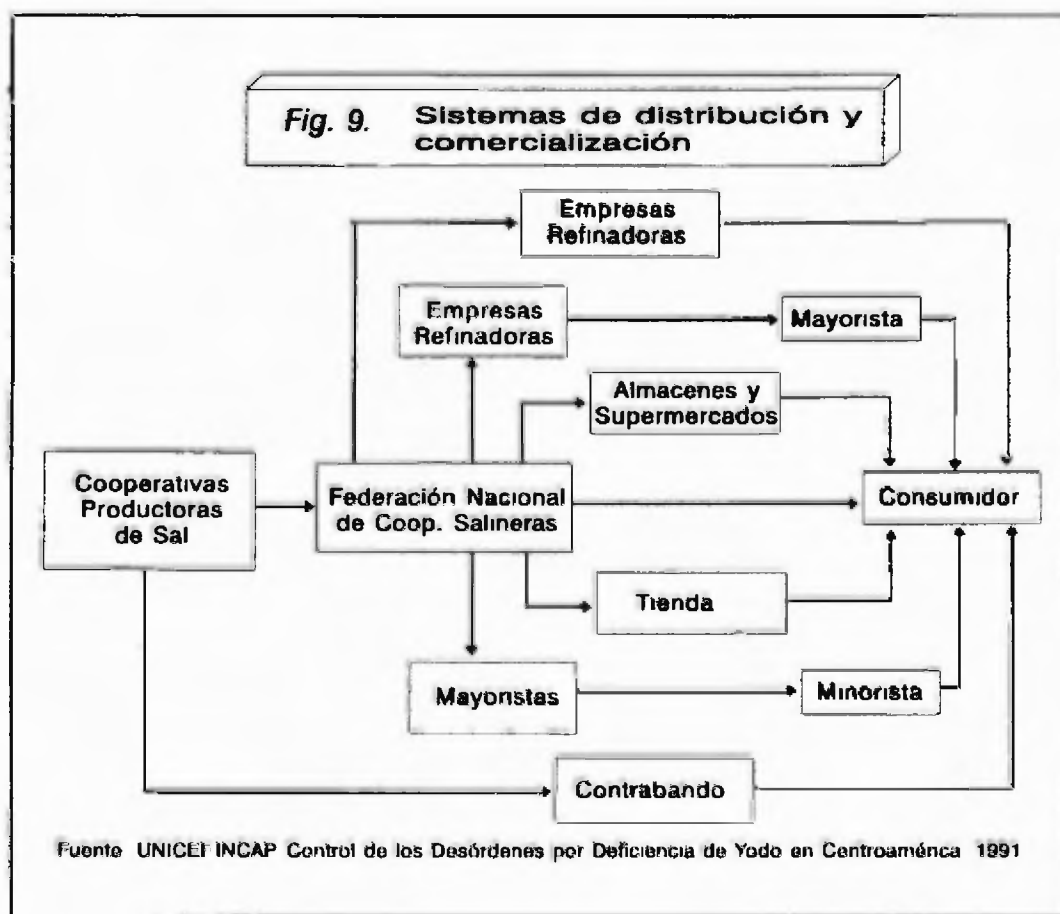 Fig. 9. Sistemas de distribución y
comercialización
Empresas
Refinadoras
Empresas
Refinadoras
Mayorista
Almacenes y
Supermercados
Cooperativas
Productoras
de Sal
Federación Nacional
de Coop. Salineras
Consumidor
Tienda
Mayoristas
Minorista
Contrabando
Fuente UNICEF INCAP Control de los Desórdenes por Deficiencia de Yodo en Centroamérica 1991